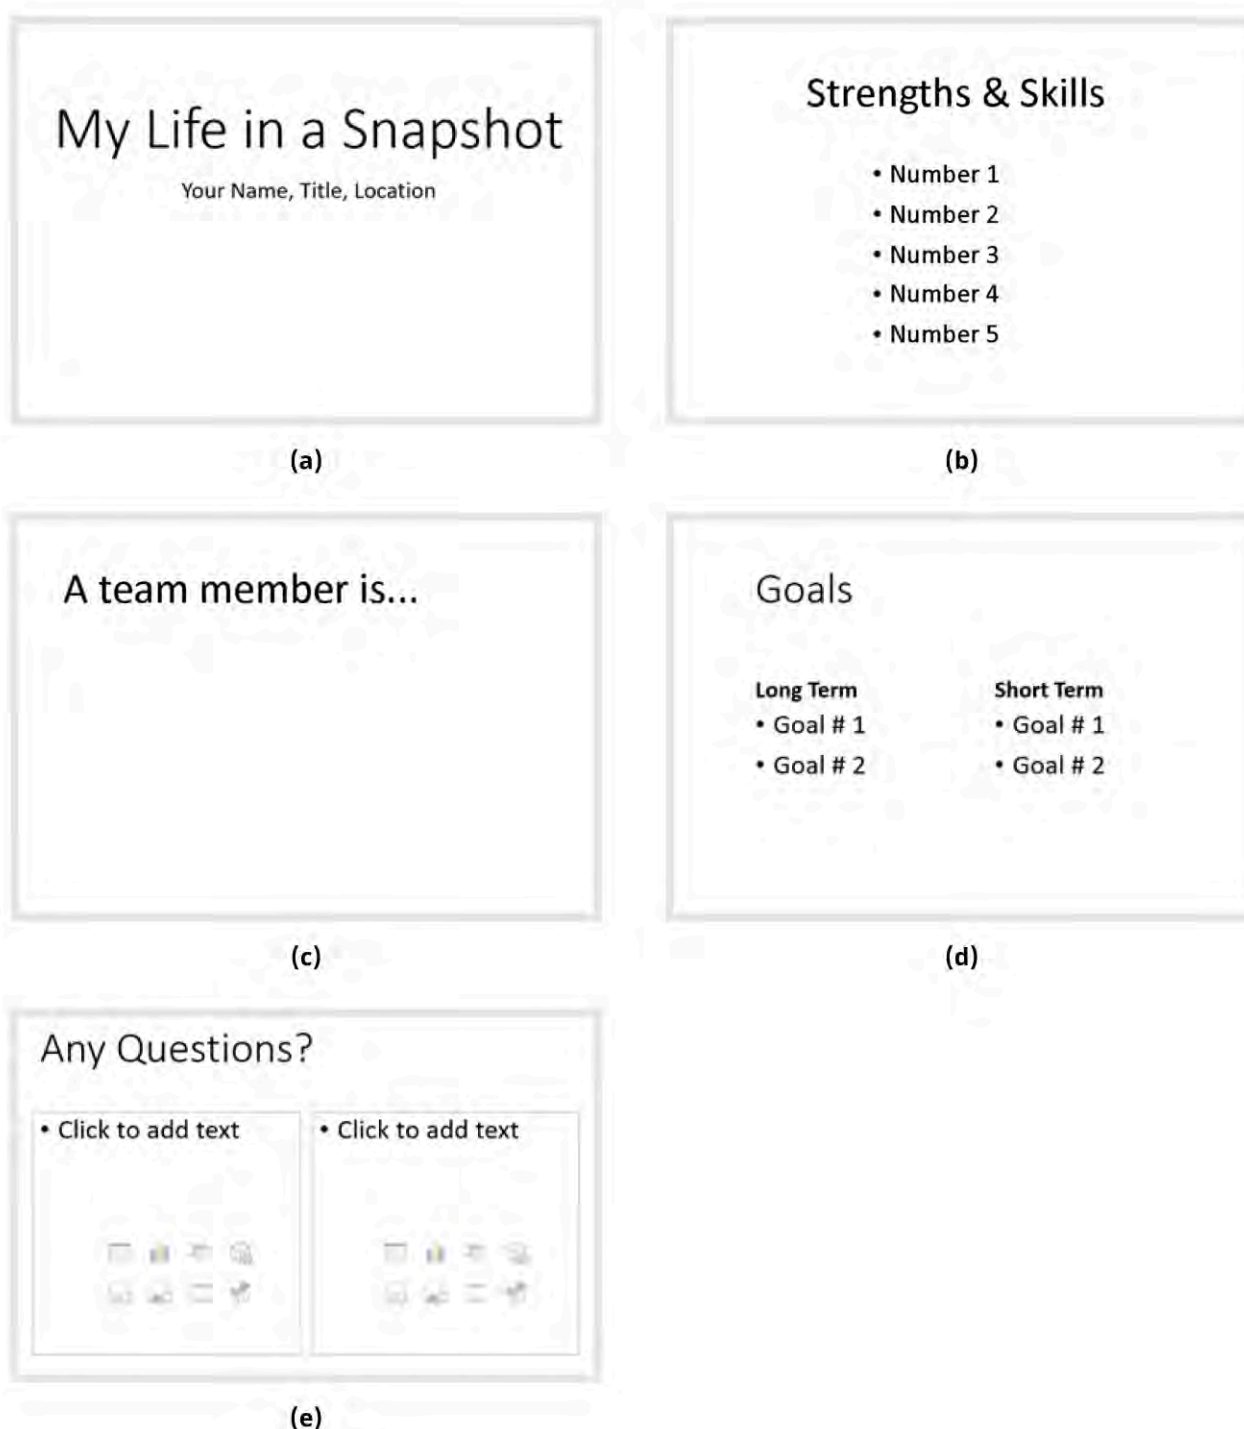 My Life in a Snapshot
Your Name, Title, Location
(a)
Strengths & Skills
• Number 1
• Number 2
• Number 3
• Number 4
• Number 5
(b)
A team member is...
(c)
Goals
Long Term
• Goal # 1
• Goal # 2
Short Term
• Goal # 1
• Goal # 2
(d)
Any Questions?
• Click to add text
• Click to add text
(e)